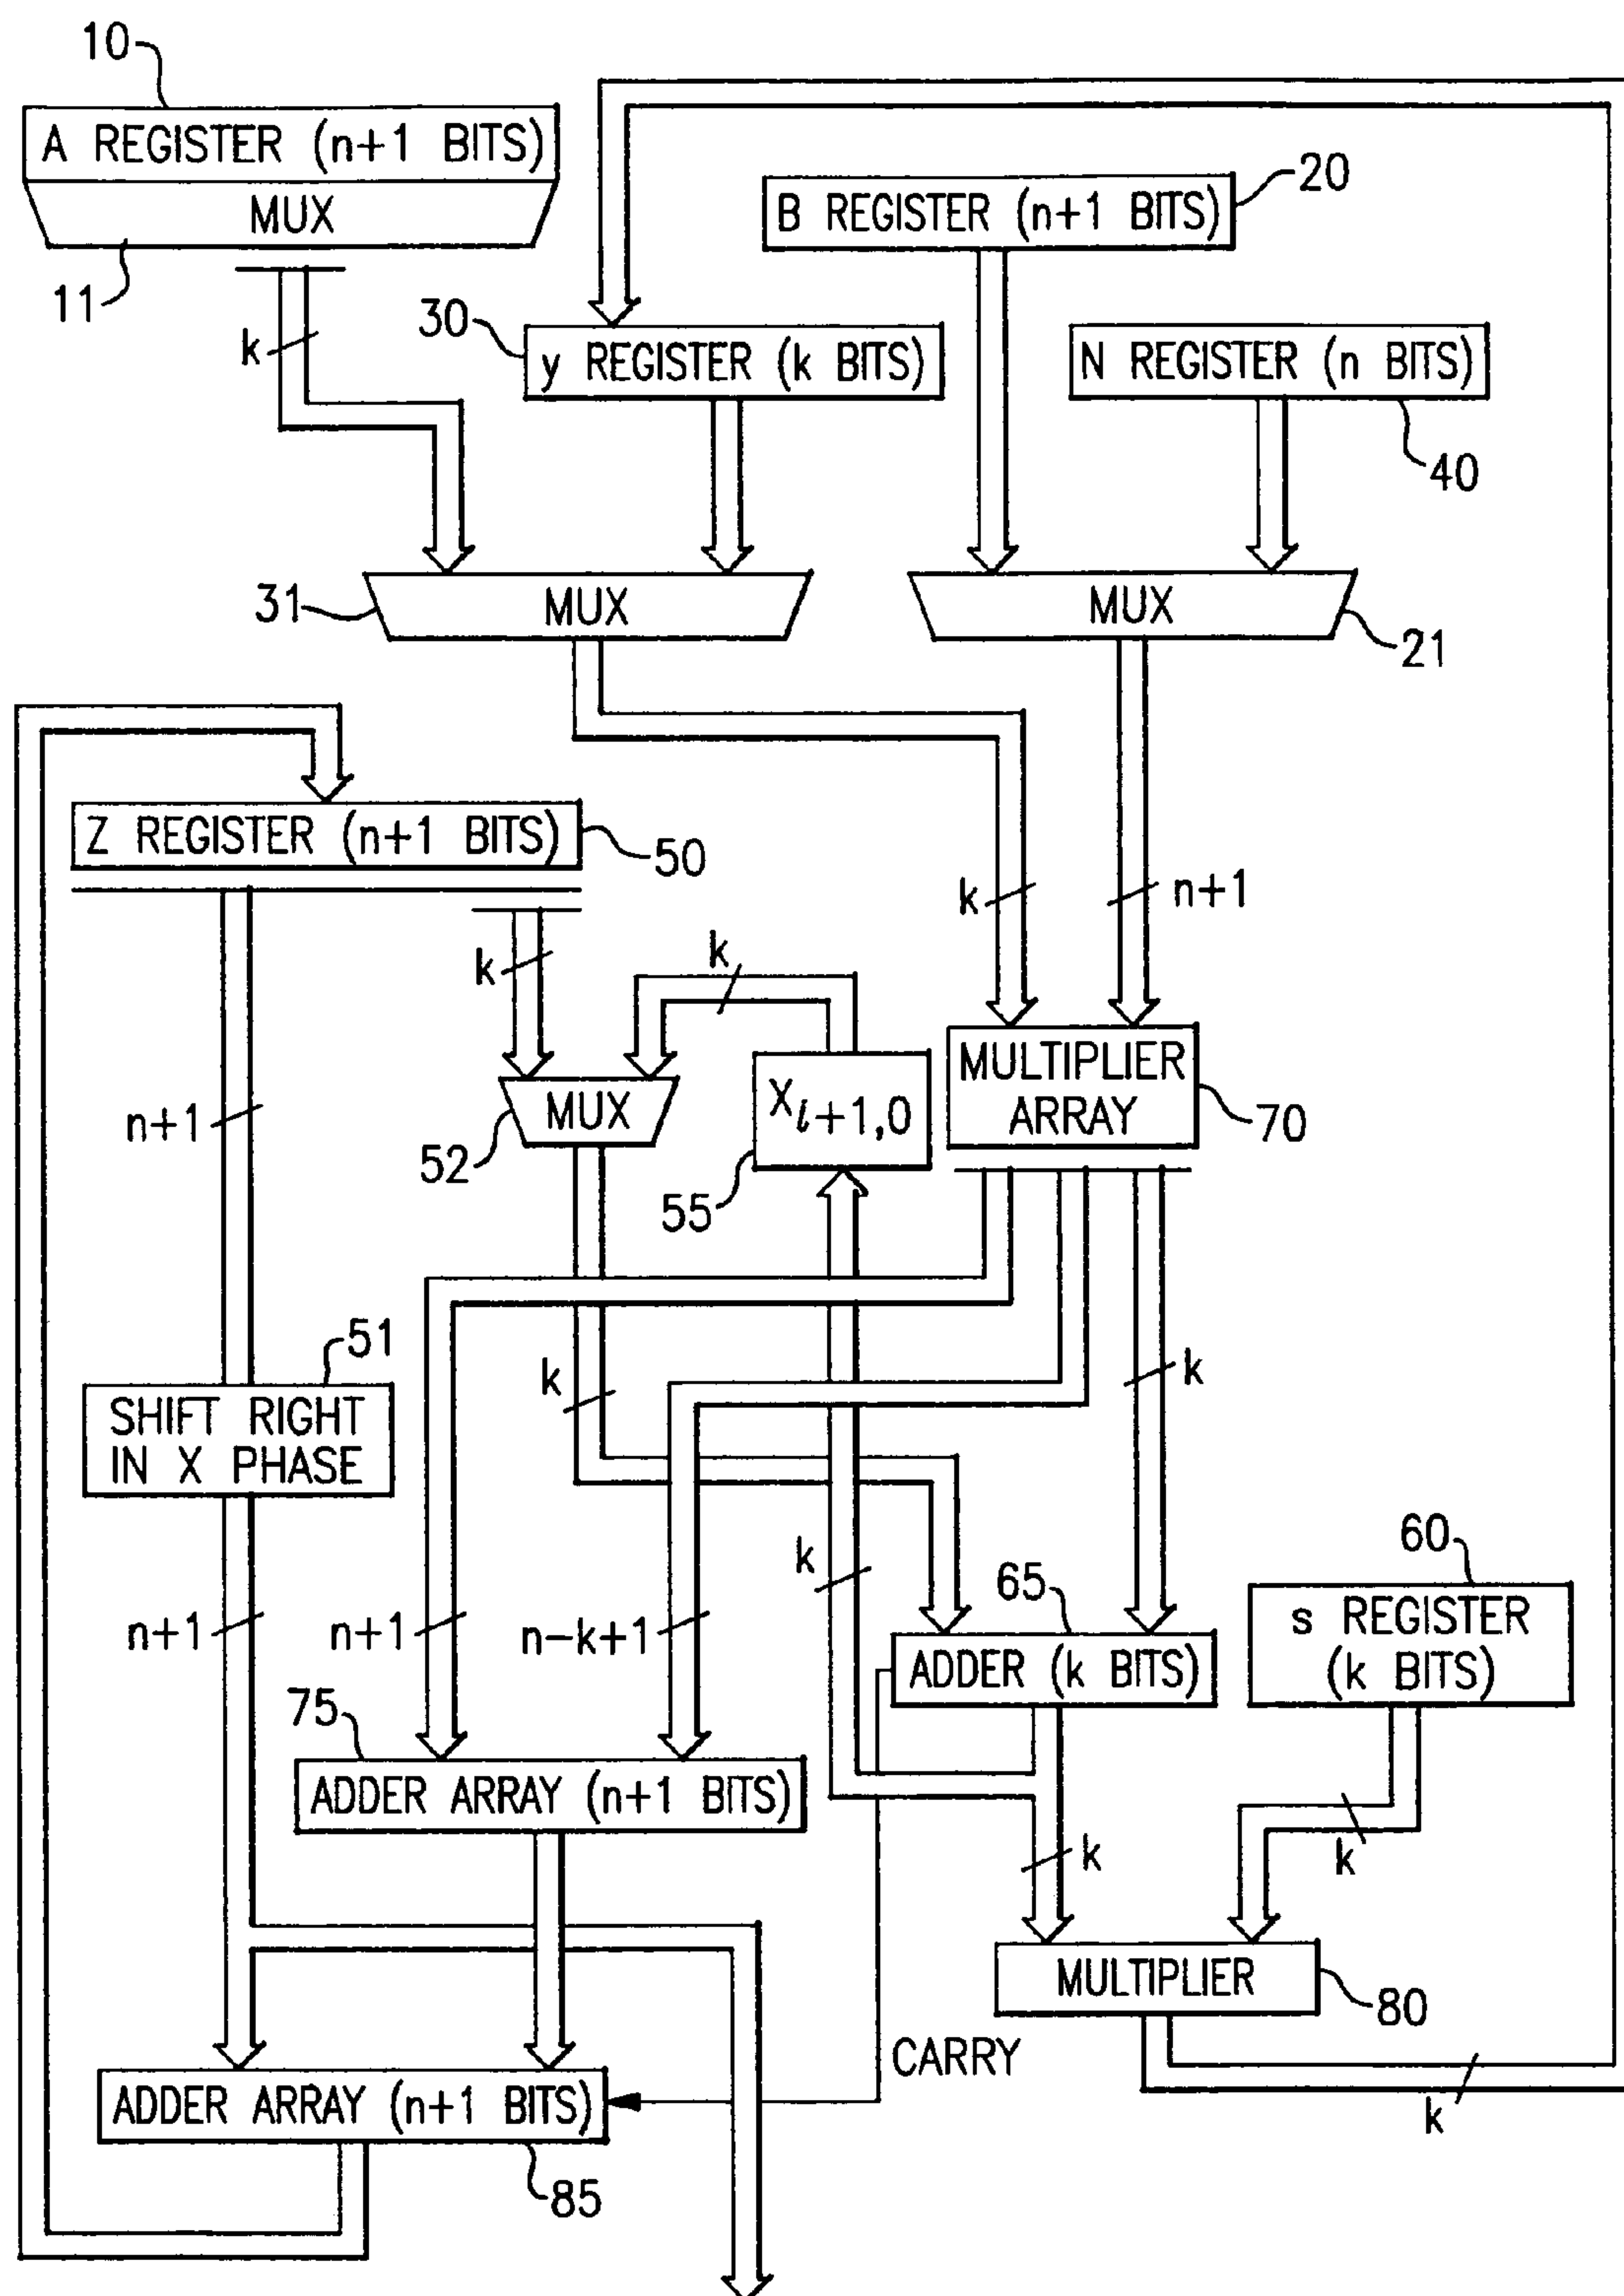 10
A REGISTER (n+1 BITS)
MUX
11
k
20
B REGISTER (n+1 BITS)
30
y REGISTER (k BITS)
N REGISTER (n BITS)
40
31
MUX
MUX
21
Z REGISTER (n+1 BITS)
50
k
n+1
k
k
n+1
MUX
52
X i+1,0
55
MULTIPLIER
ARRAY
70
51
SHIFT RIGHT
IN X PHASE
k
k
n+1
n+1
n-k+1
k
65
ADDER (k BITS)
60
s REGISTER
(k BITS)
75
ADDER ARRAY (n+1 BITS)
k
k
MULTIPLIER
80
CARRY
ADDER ARRAY (n+1 BITS)
85
k